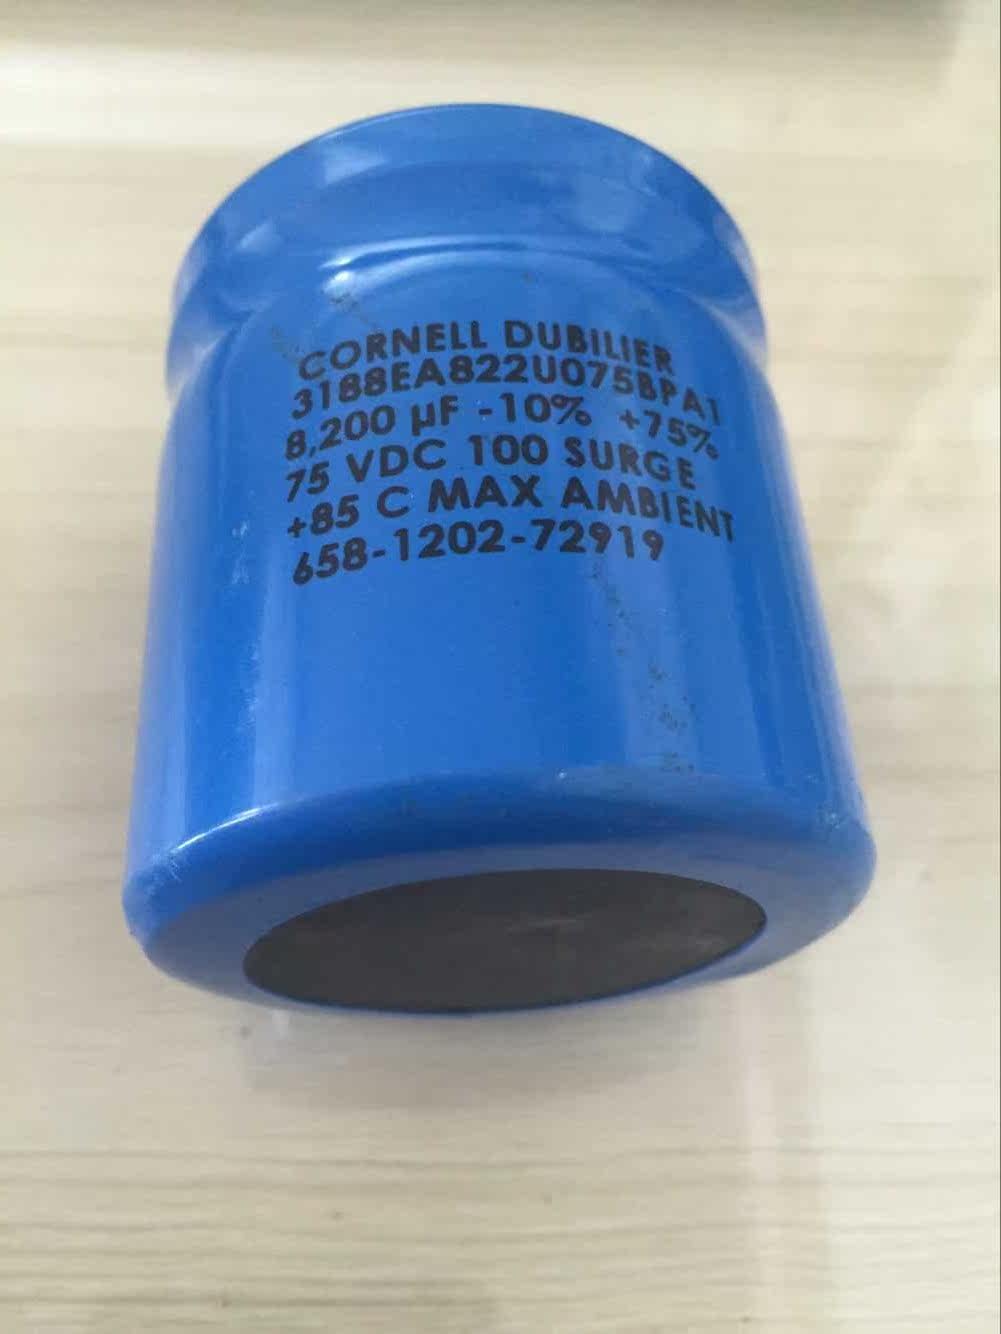 CORNELL DUBILIER
3188EA822U075BPA1
8,200 µF -10% +75%
75 VDC 100 SURGE
+85 C MAX AMBIENT
658-1202-72919